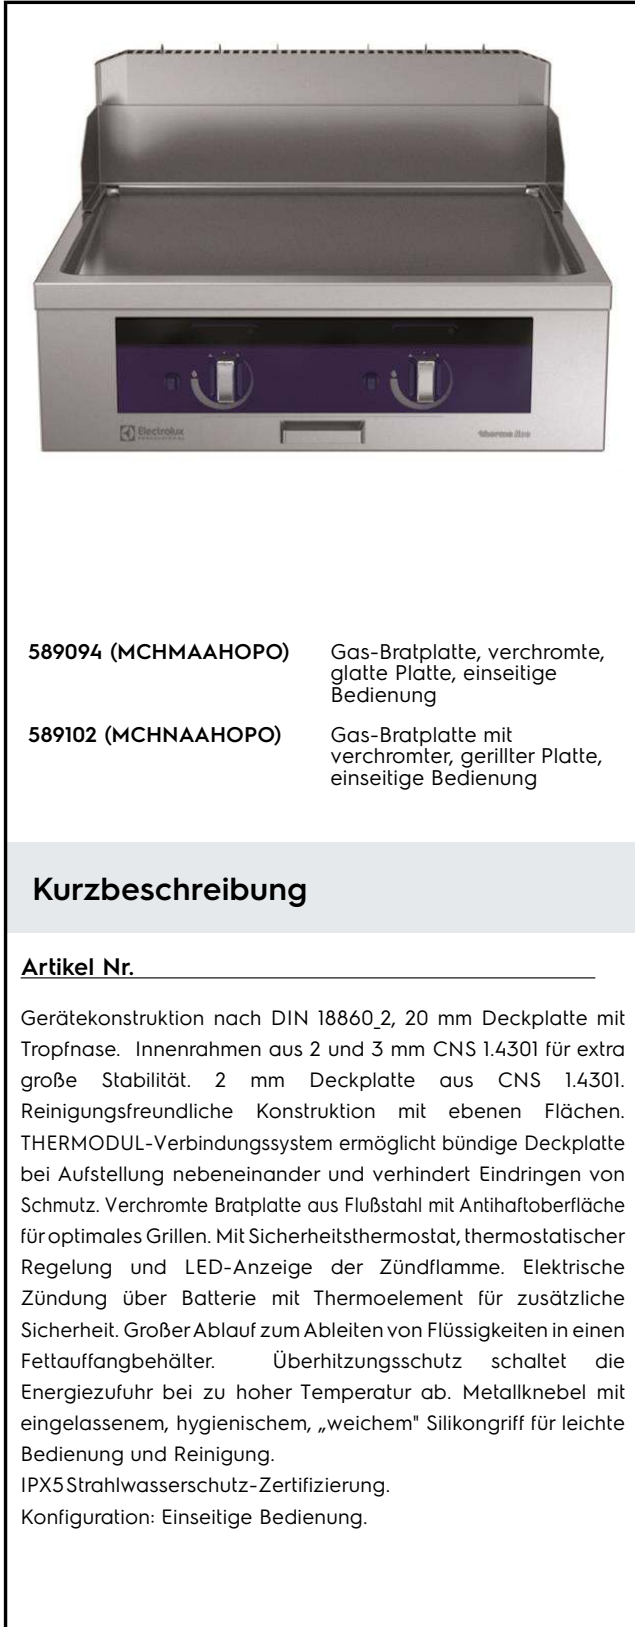 Electrolux
PROFESSIONAL
thermaline
589094 (MCHMAAHOPO) Gas-Bratplatte, verchromte,
glatte Platte, einseitige
Bedienung
589102 (MCHNAAHOPO) Gas-Bratplatte mit
verchromter, gerillter Platte,
einseitige Bedienung
Kurzbeschreibung
Artikel Nr.
Gerätekonstruktion nach DIN 18860_2, 20 mm Deckplatte mit
Tropfnase. Innenrahmen aus 2 und 3 mm CNS 1.4301 für extra
große Stabilität. 2 mm Deckplatte aus CNS 1.4301.
Reinigungsfreundliche Konstruktion mit ebenen Flächen.
THERMODUL-Verbindungssystem ermöglicht bündige Deckplatte
bei Aufstellung nebeneinander und verhindert Eindringen von
Schmutz. Verchromte Bratplatte aus Flußstahl mit Antihaftoberfläche
für optimales Grillen. Mit Sicherheitsthermostat, thermostatischer
Regelung und LED-Anzeige der Zündflamme. Elektrische
Zündung über Batterie mit Thermoelement für zusätzliche
Sicherheit. Großer Ablauf zum Ableiten von Flüssigkeiten in einen
Fettauffangbehälter. Überhitzungsschutz schaltet die
Energiezufuhr bei zu hoher Temperatur ab. Metallknebel mit
eingelassenem, hygienischem, „weichem" Silikongriff für leichte
Bedienung und Reinigung.
IPX5 Strahlwasserschutz-Zertifizierung.
Konfiguration: Einseitige Bedienung.